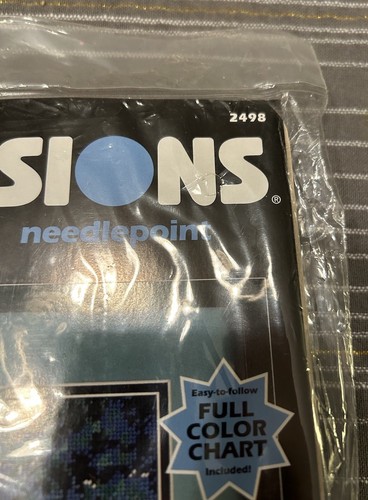 2498
SIONS®
needlepoint
Easy-to-follow
FULL
COLOR
CHART
Included!